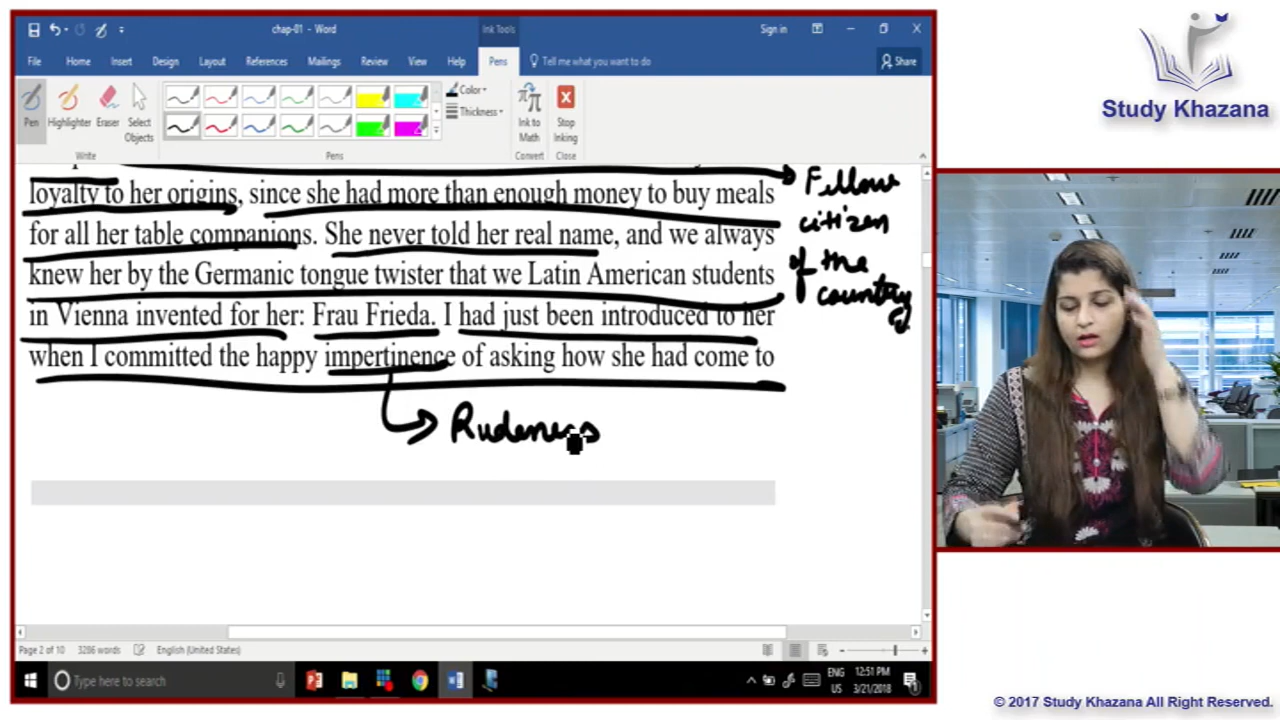 chap-01 - Word
Ink Tools
Sign in
File Home Insert Design Layout References Mailings Review View Help Pens Tell me what you want to do Share
Pen Highlighter Eraser Select Objects
Color
Thickness
Ink to Math
Stop Inking
Write Pens Convert Close
Study Khazana
loyalty to her origins, since she had more than enough money to buy meals
for all her table companions. She never told her real name, and we always
knew her by the Germanic tongue twister that we Latin American students
in Vienna invented for her: Frau Frieda. I had just been introduced to her
when I committed the happy impertinence of asking how she had come to
Fellow
citizen
of the
country
Rudeness
Page 2 of 10 3286 words English (United States)
Type here to search
ENG
US
12:51 PM
3/21/2018
© 2017 Study Khazana All Right Reserved.